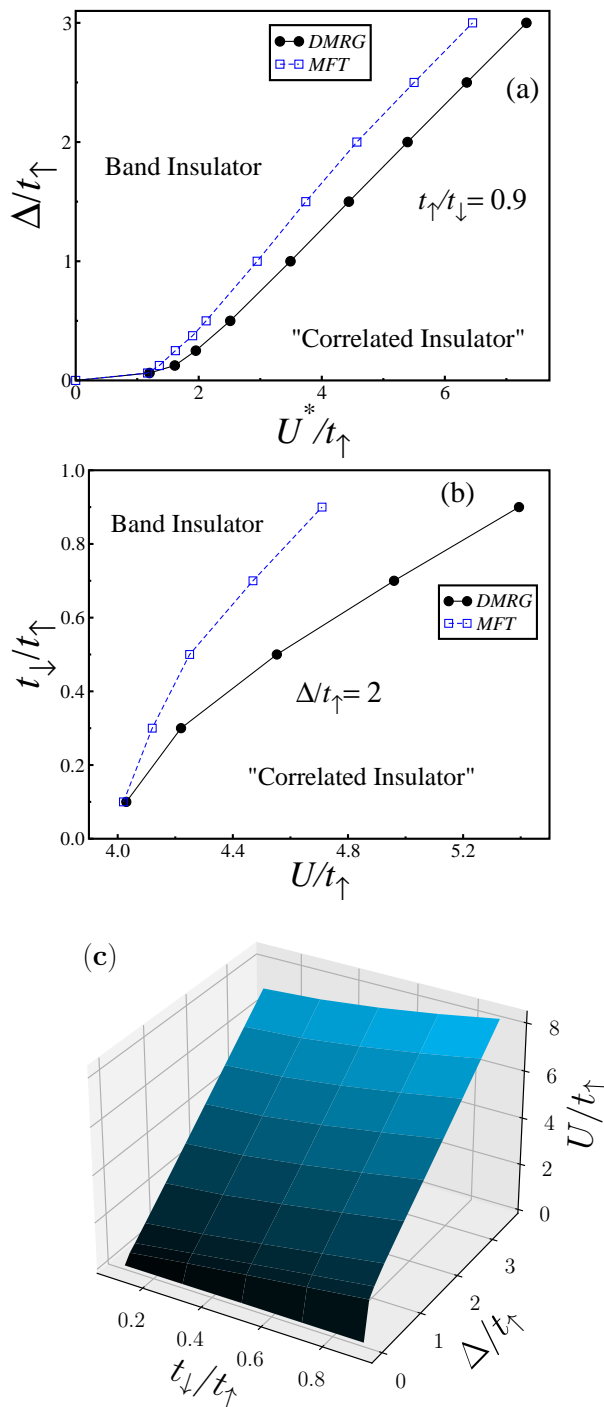 3
DMRG
MFT
(a)
2
Band Insulator
Δ/t↑
t↑/t↓= 0.9
1
"Correlated Insulator"
0
0 2 4 6
U*/t↑
1.0
(b)
Band Insulator
0.8
DMRG
MFT
0.6
t↓/t↑
0.4
Δ/t↑= 2
0.2
"Correlated Insulator"
0.0
4.0 4.4 4.8 5.2
U/t↑
(c)
8
6
4
2
0
U/t↑
3
2
1
0
Δ/t↑
0.2
0.4
0.6
0.8
t↓/t↑